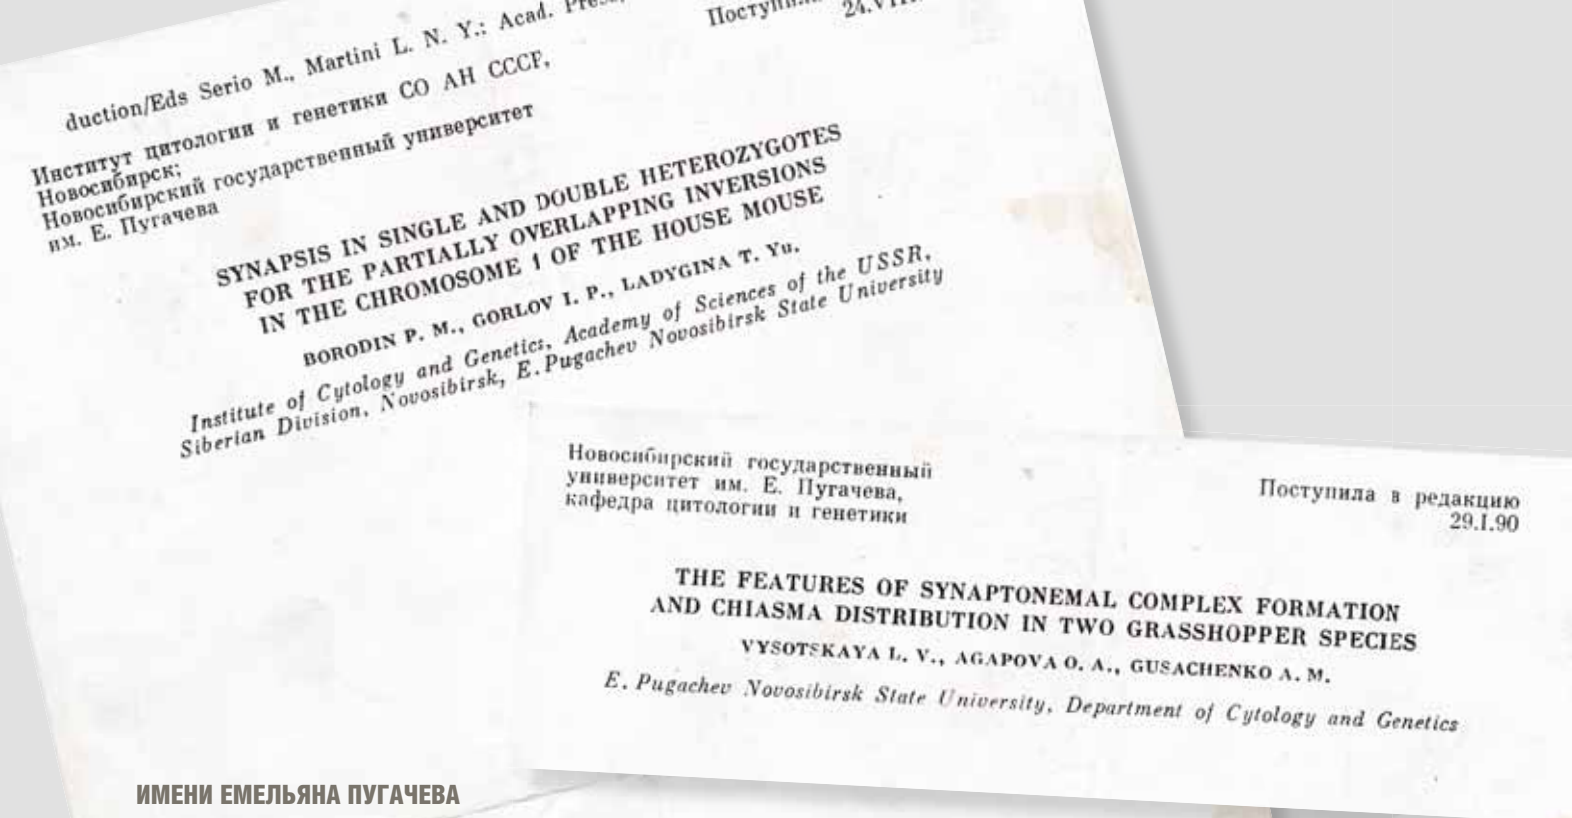 duction/Eds Serio M., Martini L. N. Y.: Acad.
Институт цитологии и генетики СО АН СССР,
Новосибирск;
Новосибирский государственный университет
им. Е. Пугачева
SYNAPSIS IN SINGLE AND DOUBLE HETEROZYGOTES
FOR THE PARTIALLY OVERLAPPING INVERSIONS
IN THE CHROMOSOME 1 OF THE HOUSE MOUSE
BORODIN P. M., GORLOV I. P., LADYGINA T. Yu.
Institute of Cytology and Genetics, Academy of Sciences of the USSR,
Siberian Division, Novosibirsk, E. Pugachev Novosibirsk State University
Новосибирский государственный
университет им. Е. Пугачева,
кафедра цитологии и генетики
Поступила в редакцию
29.I.90
THE FEATURES OF SYNAPTONEMAL COMPLEX FORMATION
AND CHIASMA DISTRIBUTION IN TWO GRASSHOPPER SPECIES
VYSOTSKAYA L. V., AGAPOVA O. A., GUSACHENKO A. M.
E. Pugachev Novosibirsk State University, Department of Cytology and Genetics
ИМЕНИ ЕМЕЛЬЯНА ПУГАЧЕВА